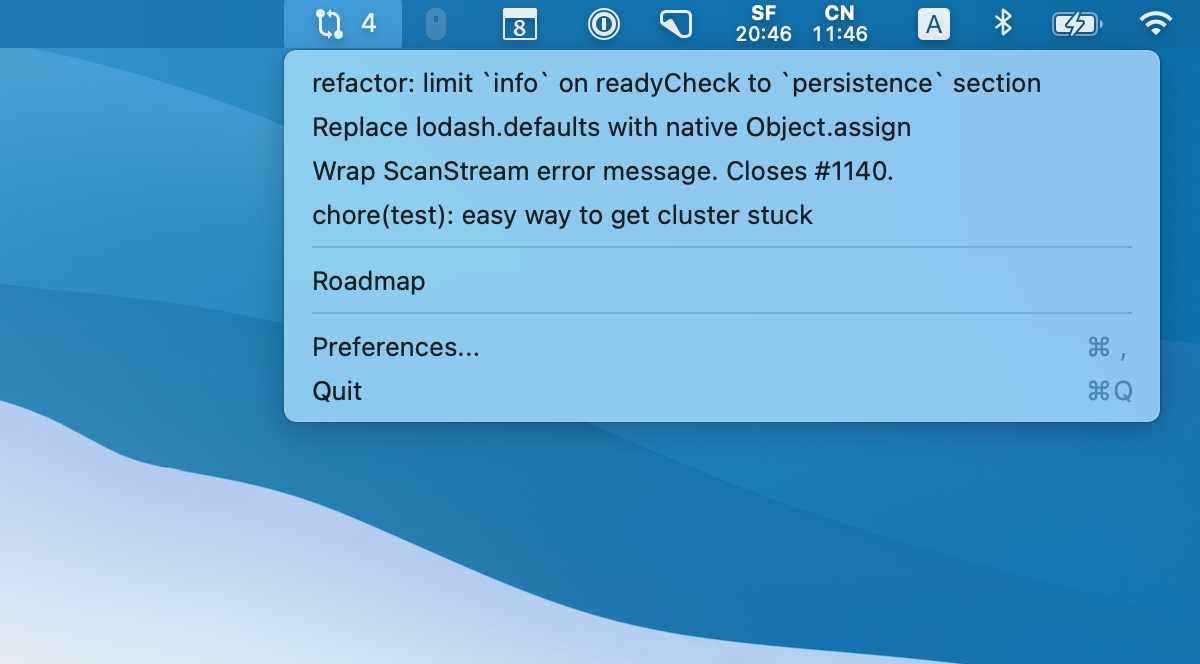 4
8
SF
20:46
CN
11:46
A
refactor: limit `info` on readyCheck to `persistence` section
Replace lodash.defaults with native Object.assign
Wrap ScanStream error message. Closes #1140.
chore(test): easy way to get cluster stuck
Roadmap
Preferences... ⌘ ,
Quit ⌘Q